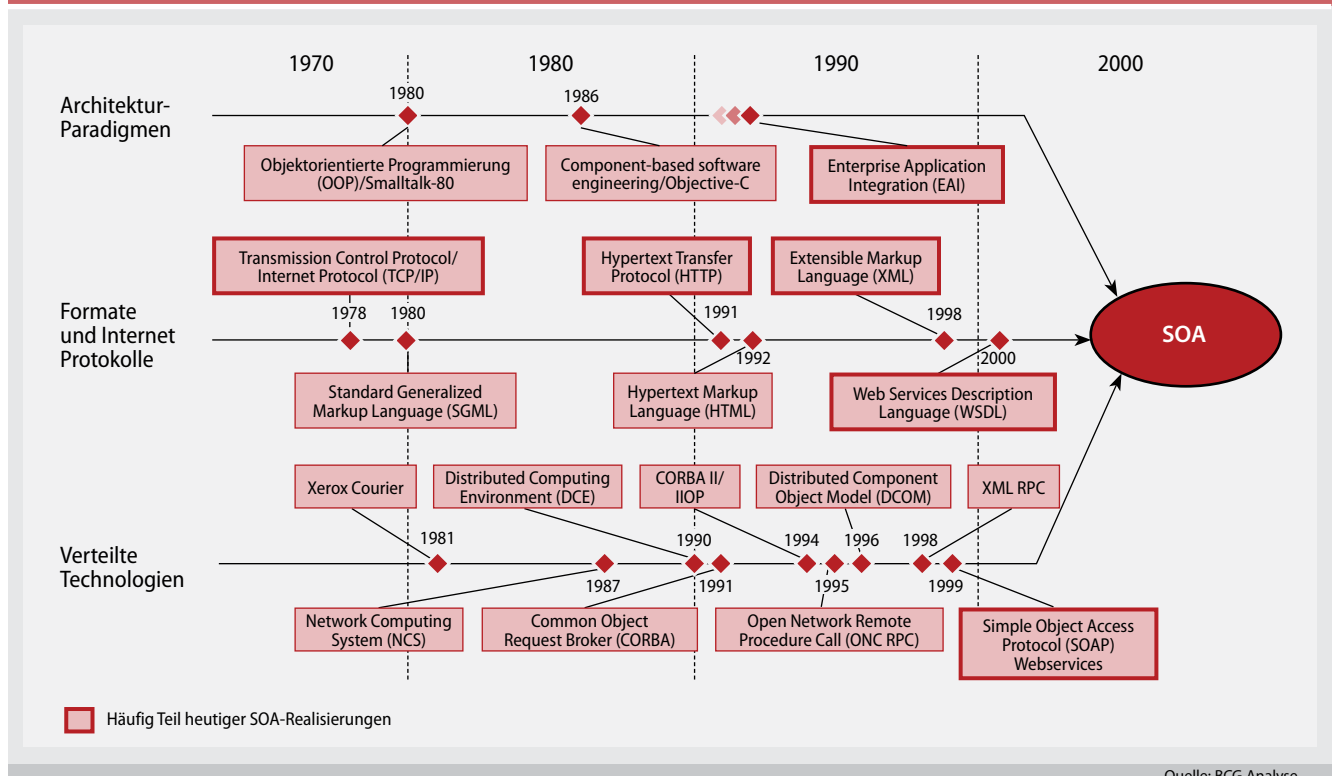 1970
1980
1990
2000
Architektur-
Paradigmen
1980
1986
Objektorientierte Programmierung
(OOP)/Smalltalk-80
Component-based software
engineering/Objective-C
Enterprise Application
Integration (EAI)
Transmission Control Protocol/
Internet Protocol (TCP/IP)
Hypertext Transfer
Protocol (HTTP)
Extensible Markup
Language (XML)
Formate
und Internet
Protokolle
1978
1980
1991
1992
1998
2000
SOA
Standard Generalized
Markup Language (SGML)
Hypertext Markup
Language (HTML)
Web Services Description
Language (WSDL)
Xerox Courier
Distributed Computing
Environment (DCE)
CORBA II/
IIOP
Distributed Component
Object Model (DCOM)
XML RPC
Verteilte
Technologien
1981
1987
1990
1991
1994
1995
1996
1998
1999
Network Computing
System (NCS)
Common Object
Request Broker (CORBA)
Open Network Remote
Procedure Call (ONC RPC)
Simple Object Access
Protocol (SOAP)
Webservices
Häufig Teil heutiger SOA-Realisierungen
Quelle: BCG-Analyse